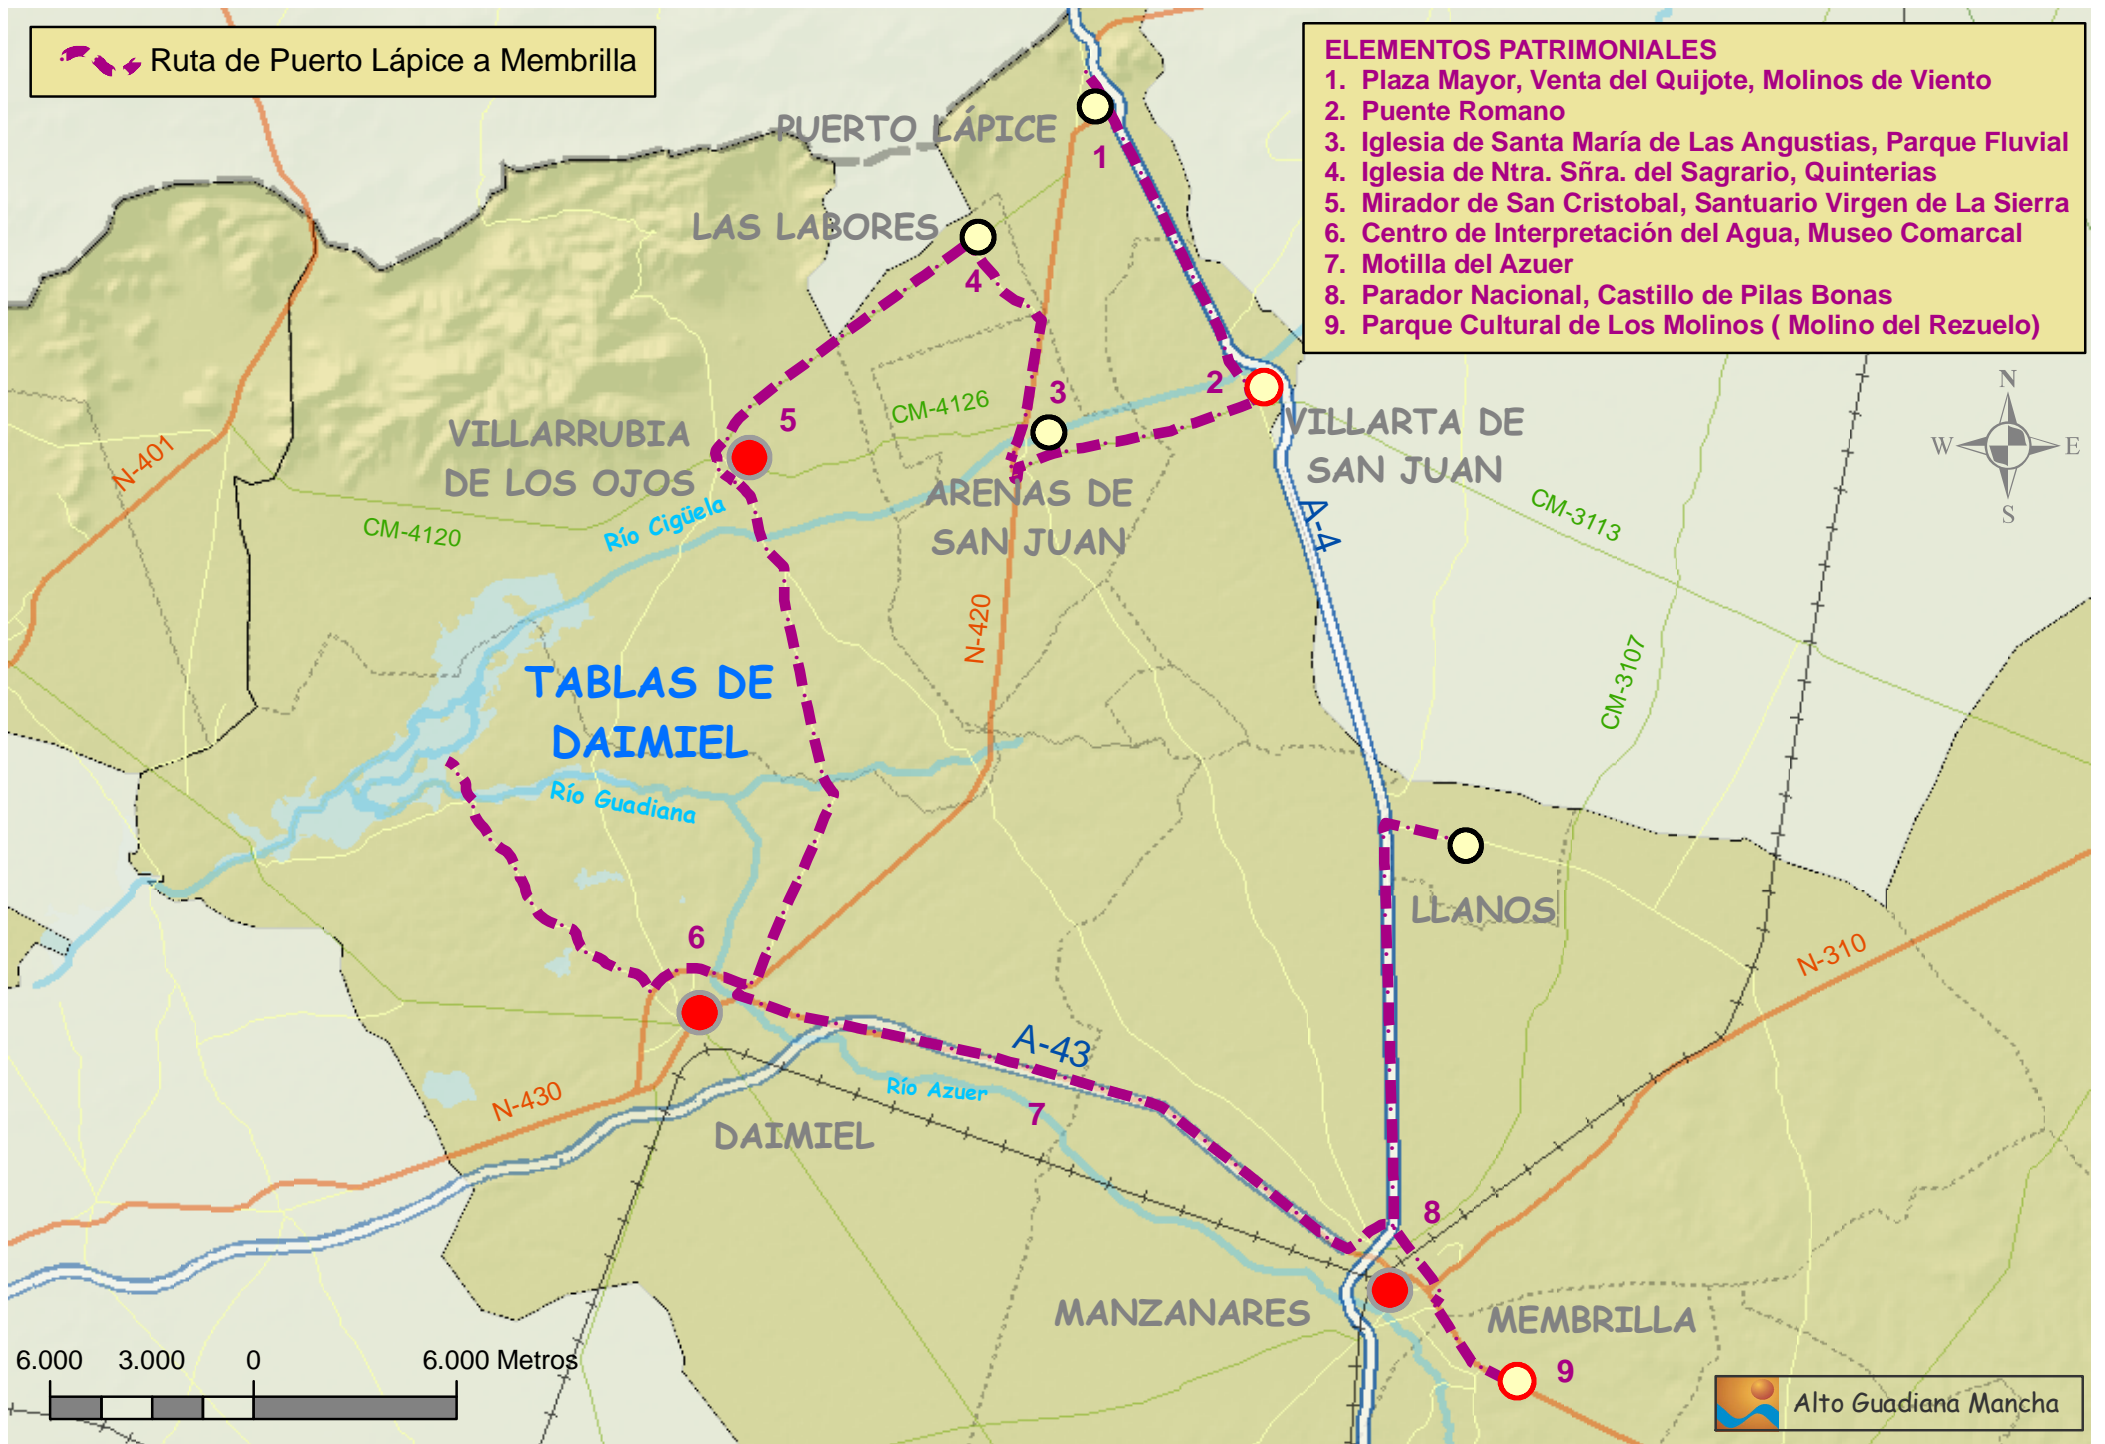 Ruta de Puerto Lápice a Membrilla
ELEMENTOS PATRIMONIALES
1. Plaza Mayor, Venta del Quijote, Molinos de Viento
2. Puente Romano
3. Iglesia de Santa María de Las Angustias, Parque Fluvial
4. Iglesia de Ntra. Sñra. del Sagrario, Quinterias
5. Mirador de San Cristobal, Santuario Virgen de La Sierra
6. Centro de Interpretación del Agua, Museo Comarcal
7. Motilla del Azuer
8. Parador Nacional, Castillo de Pilas Bonas
9. Parque Cultural de Los Molinos ( Molino del Rezuelo)
PUERTO LÁPICE
1
LAS LABORES
4
N
W
E
S
2
3
CM-4126
5
VILLARRUBIA
DE LOS OJOS
VILLARTA DE
SAN JUAN
N-401
CM-4120
Río Cigüela
ARENAS DE
SAN JUAN
A-4
CM-3113
N-420
CM-3107
TABLAS DE
DAIMIEL
Río Guadiana
LLANOS
6
N-310
A-43
N-430
Río Azuer
7
DAIMIEL
8
MANZANARES
MEMBRILLA
9
6.000
3.000
0
6.000 Metros
Alto Guadiana Mancha